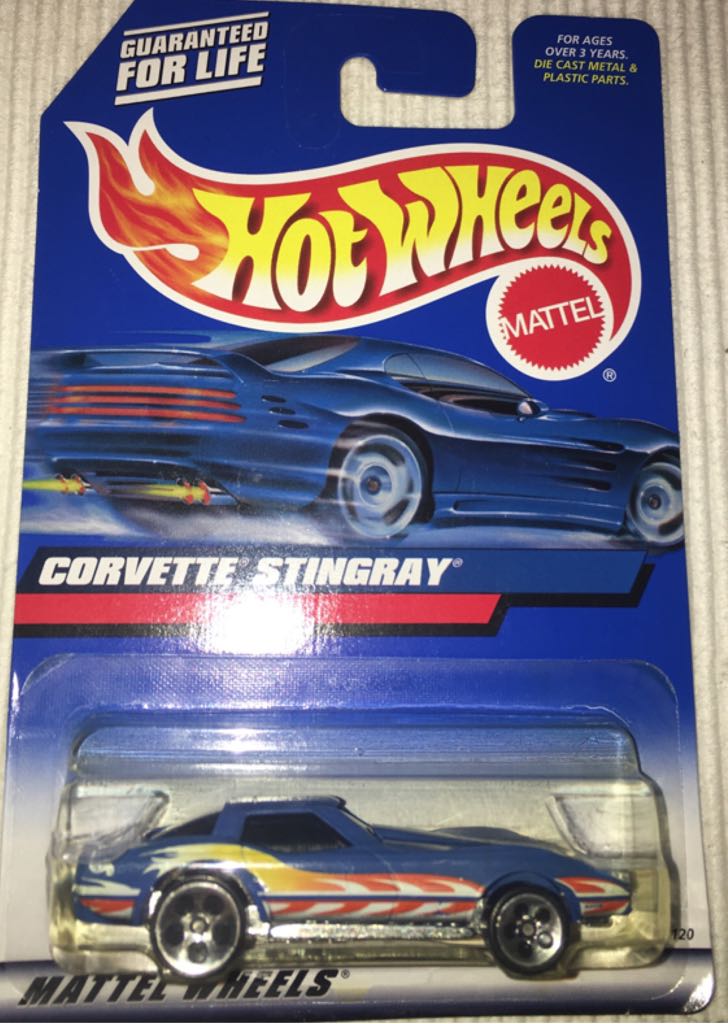 GUARANTEED
FOR LIFE
FOR AGES
OVER 3 YEARS.
DIE CAST METAL &
PLASTIC PARTS.
HOT WHEELS
MATTEL
®
CORVETTE® STINGRAY®
120
MATTEL WHEELS®